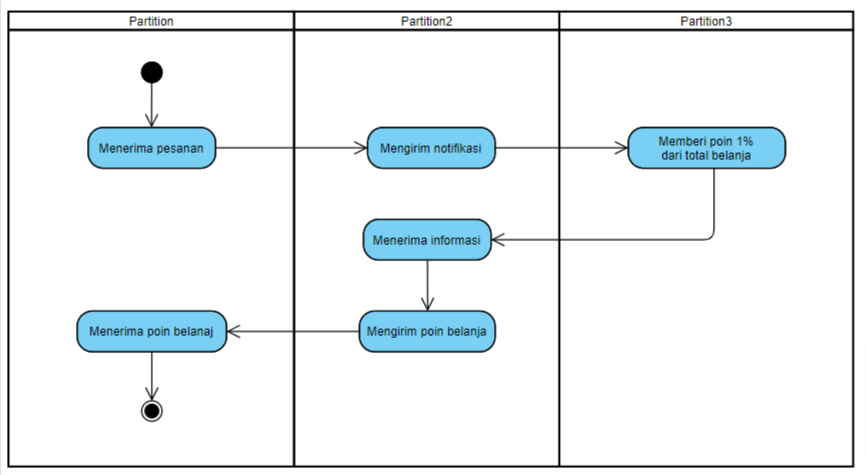 Partition
Partition2
Partition3
Menerima pesanan
Mengirim notifikasi
Memberi poin 1%
dari total belanja
Menerima informasi
Menerima poin belanaj
Mengirim poin belanja